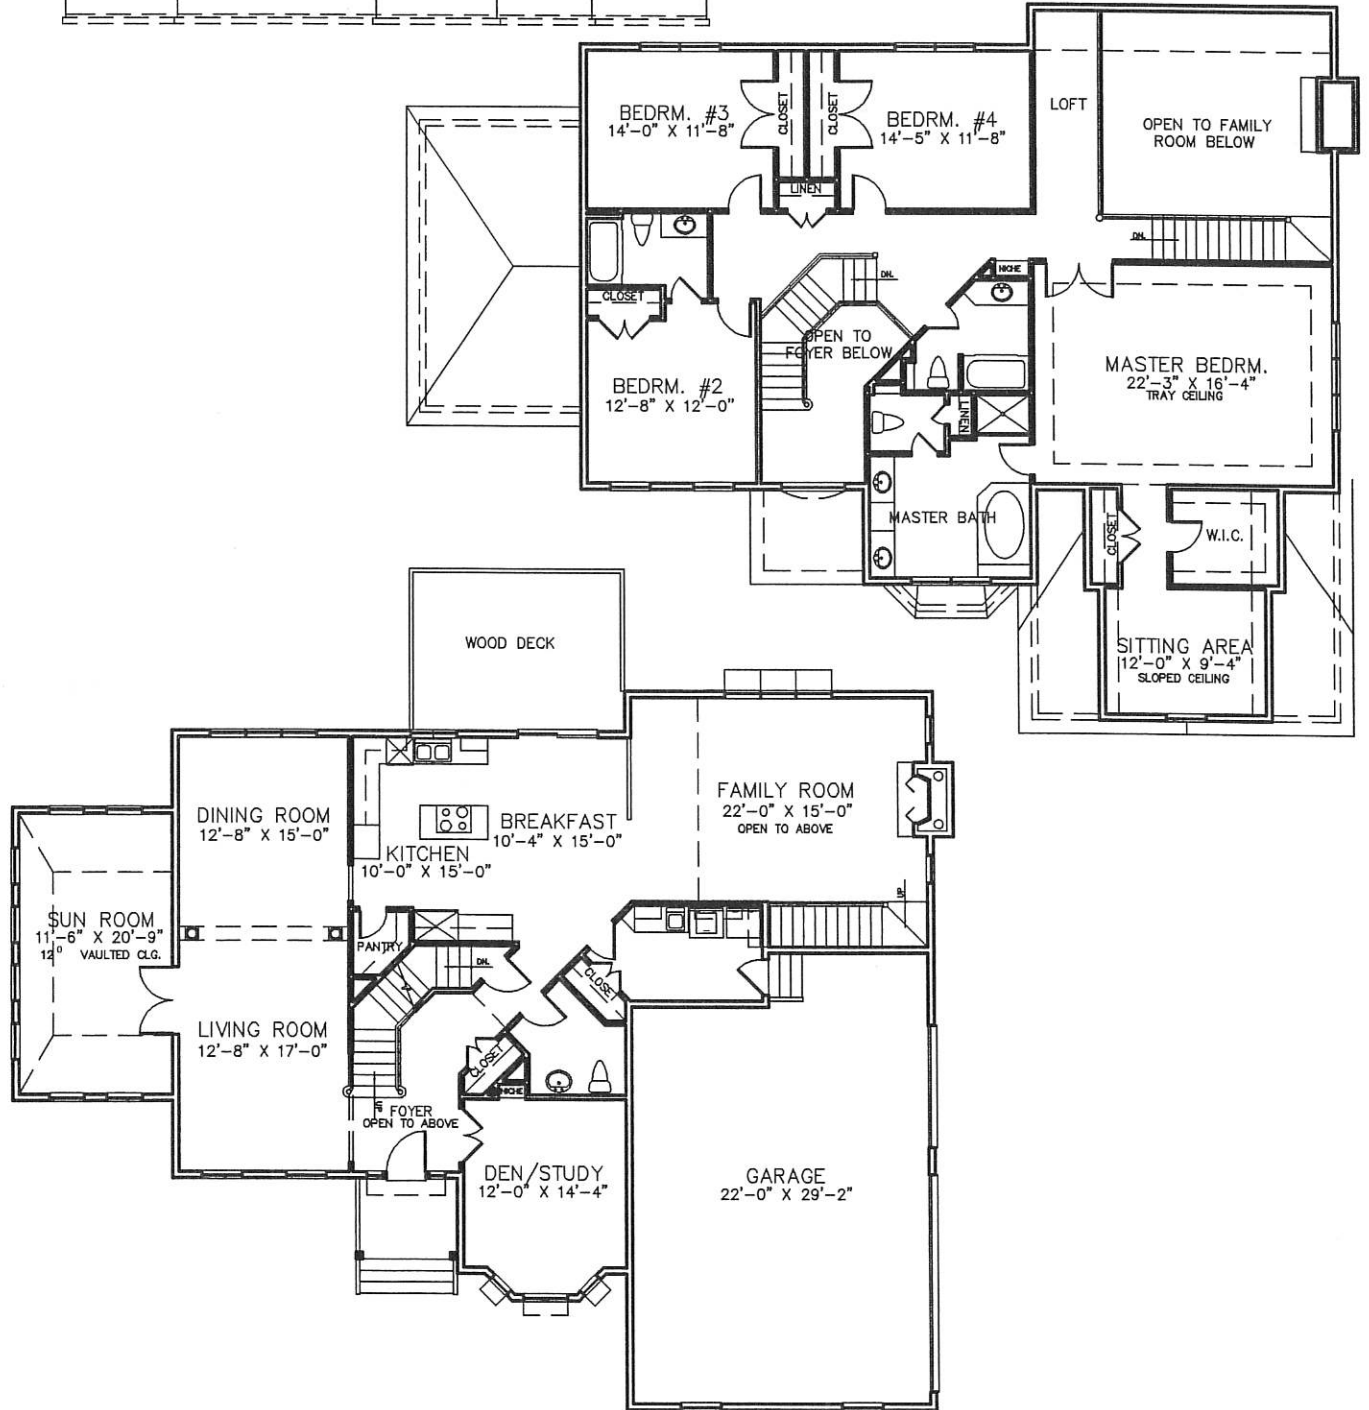 BEDRM. #3
14'-0" X 11'-8"
CLOSET
CLOSET
BEDRM. #4
14'-5" X 11'-8"
LOFT
OPEN TO FAMILY
ROOM BELOW
LINEN
DN.
DN.
NICHE
CLOSET
OPEN TO
FOYER BELOW
BEDRM. #2
12'-8" X 12'-0"
MASTER BEDRM.
22'-3" X 16'-4"
TRAY CEILING
LINEN
MASTER BATH
CLOSET
W.I.C.
SITTING AREA
12'-0" X 9'-4"
SLOPED CEILING
WOOD DECK
DINING ROOM
12'-8" X 15'-0"
KITCHEN
10'-0" X 15'-0"
BREAKFAST
10'-4" X 15'-0"
FAMILY ROOM
22'-0" X 15'-0"
OPEN TO ABOVE
UP
SUN ROOM
11'-6" X 20'-9"
12⁰ VAULTED CLG.
PANTRY
DN.
CLOSET
LIVING ROOM
12'-8" X 17'-0"
CLOSET
NICHE
UP
FOYER
OPEN TO ABOVE
DEN/STUDY
12'-0" X 14'-4"
GARAGE
22'-0" X 29'-2"